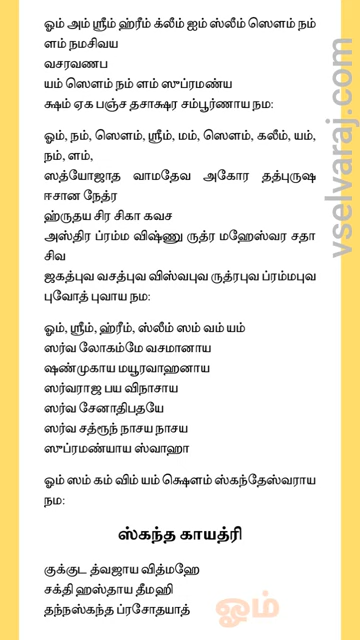 ஓம் அம் ஸ்ரீம் ஹ்ரீம் க்லீம் ஐம் ஸ்லீம் ஸௌம் நம்
ளம் நமசிவய
வசரவணப
யம் ஸௌம் நம் ளம் ஸுப்ரமண்ய
க்ஷம் ஏக பஞ்ச தசாக்ஷர சம்பூர்ணாய நம:
ஓம், நம், ஸௌம், ஸ்ரீம், மம், ஸௌம், கலீம், யம்,
நம், ளம்,
ஸத்யோஜாத வாமதேவ அகோர தத்புருஷ
ஈசான நேத்ர
ஹ்ருதய சிர சிகா கவச
அஸ்திர ப்ரம்ம விஷ்ணு ருத்ர மஹேஸ்வர சதா
சிவ
ஜகத்புவ வசத்புவ விஸ்வபுவ ருத்ரபுவ ப்ரம்மபுவ
புவோத் புவாய நம:
ஓம், ஸ்ரீம், ஹ்ரீம், ஸ்லீம் ஸம் வம் யம்
ஸர்வ லோகம்மே வசமானாய
ஷண்முகாய மயூரவாஹனாய
ஸர்வராஜ பய விநாசாய
ஸர்வ சேனாதிபதயே
ஸர்வ சத்ரூந் நாசய நாசய
ஸுப்ரமண்யாய ஸ்வாஹா
ஓம் ஸம் கம் விம் யம் க்ஷௌம் ஸ்கந்தேஸ்வராய
நம:
ஸ்கந்த காயத்ரி
குக்குட த்வஜாய வித்மஹே
சக்தி ஹஸ்தாய தீமஹி
தந்நஸ்கந்த ப்ரசோதயாத்
ஓம்
vselvaraj.com